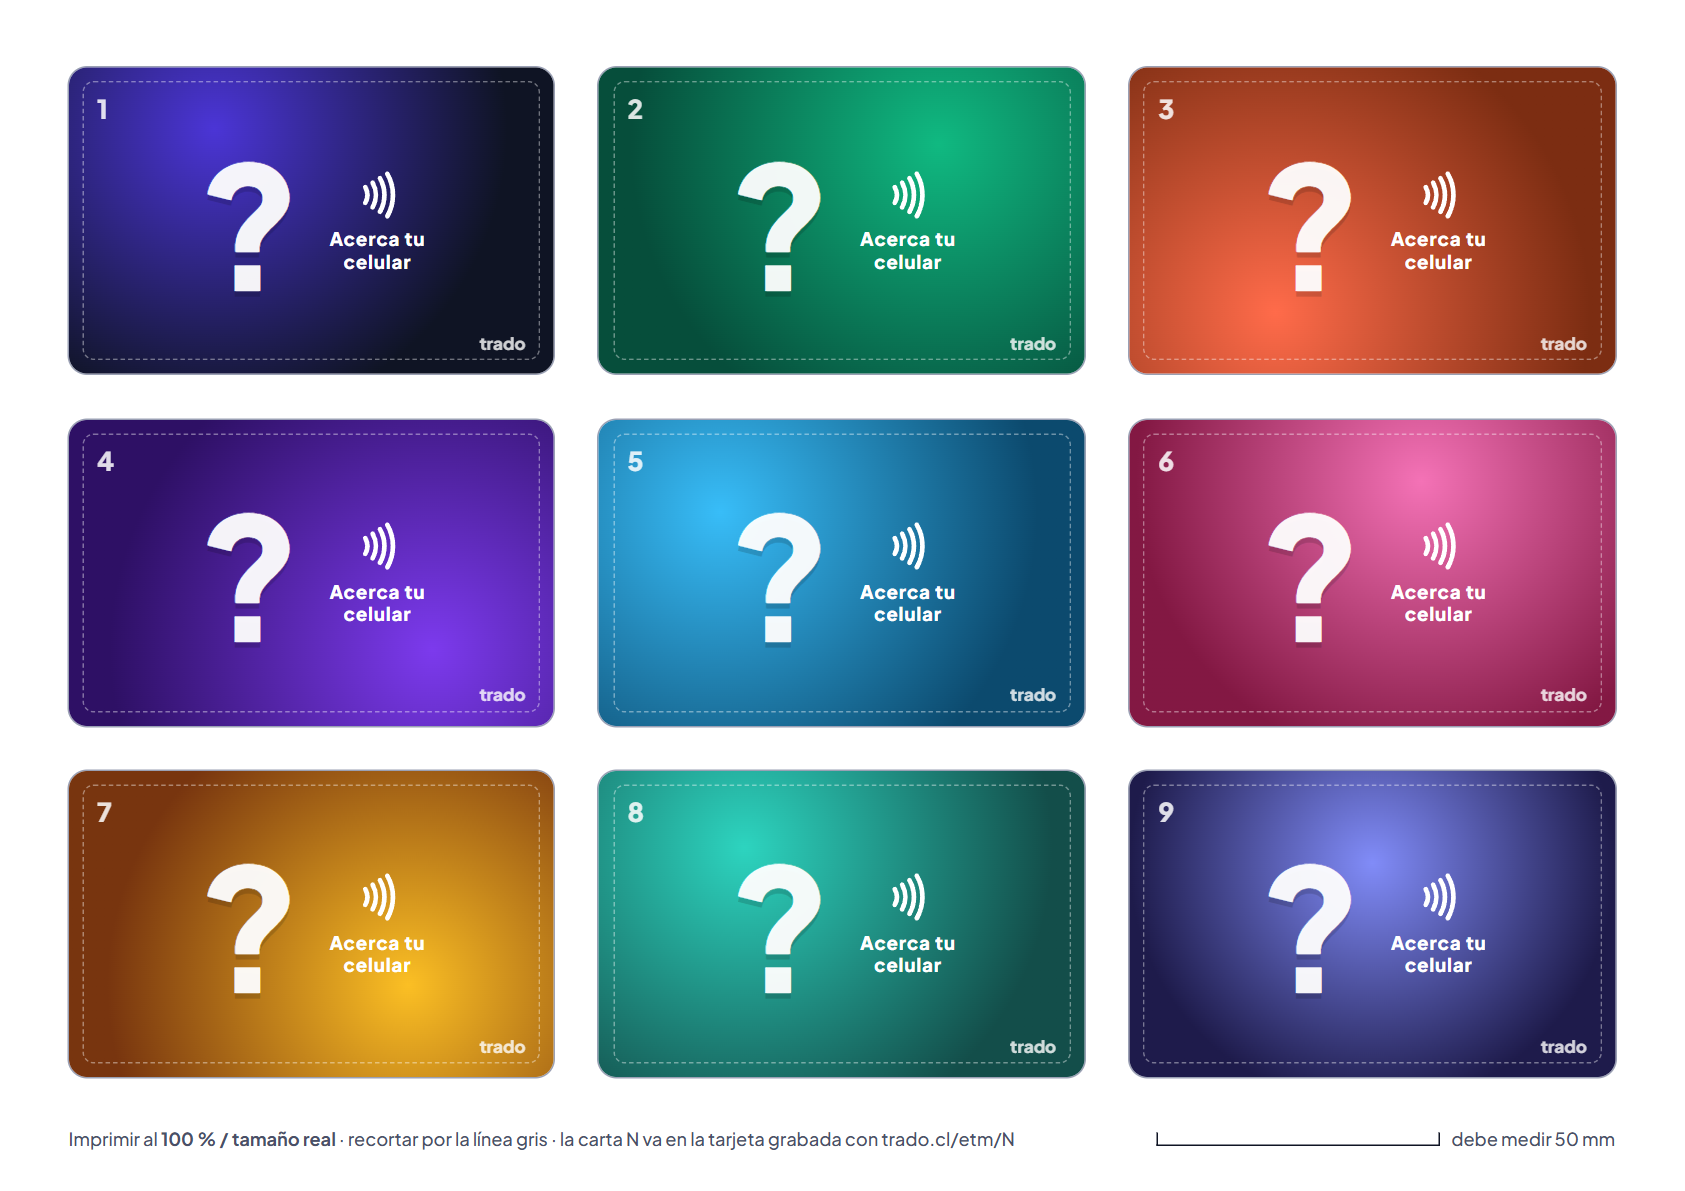 1
?
Acerca tu
celular
trado
2
?
Acerca tu
celular
trado
3
?
Acerca tu
celular
trado
4
?
Acerca tu
celular
trado
5
?
Acerca tu
celular
trado
6
?
Acerca tu
celular
trado
7
?
Acerca tu
celular
trado
8
?
Acerca tu
celular
trado
9
?
Acerca tu
celular
trado
Imprimir al 100 % / tamaño real · recortar por la línea gris · la carta N va en la tarjeta grabada con trado.cl/etm/N
debe medir 50 mm